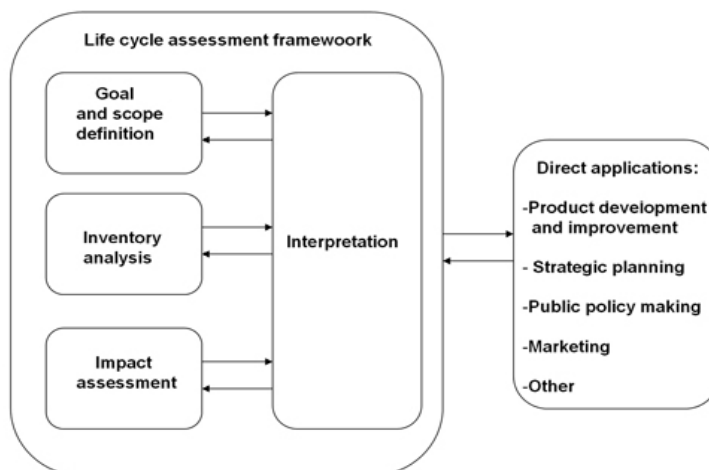 Life cycle assessment framewoork
Goal
and scope
definition
Inventory
analysis
Impact
assessment
Interpretation
Direct applications:
-Product development
and improvement
- Strategic planning
-Public policy making
-Marketing
-Other